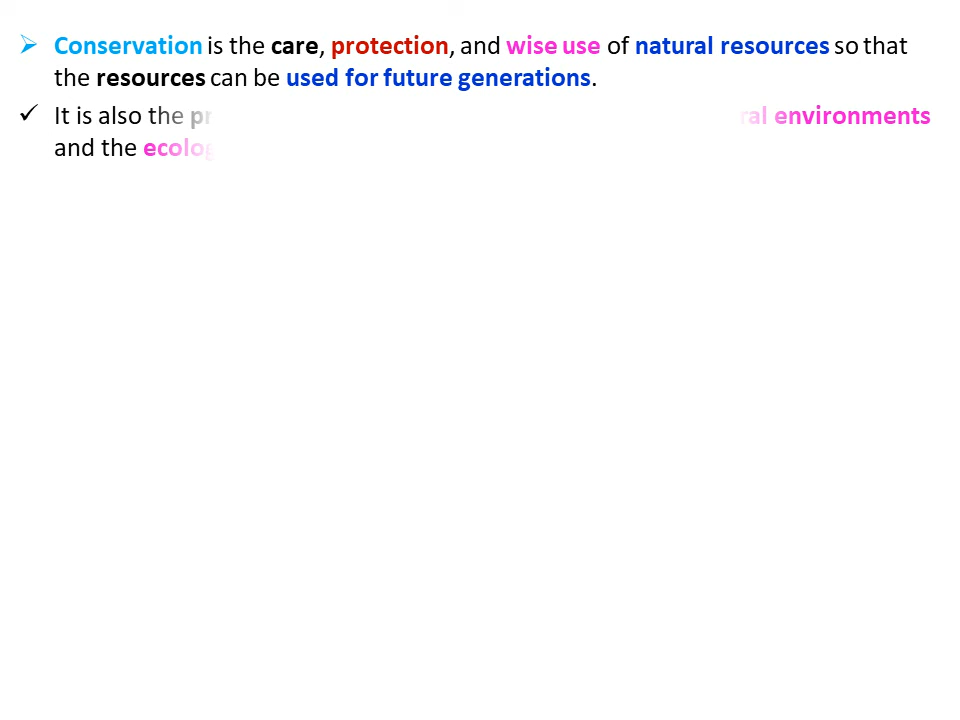 Conservation is the care, protection, and wise use of natural resources so that
the resources can be used for future generations.
It is also the environments
and the